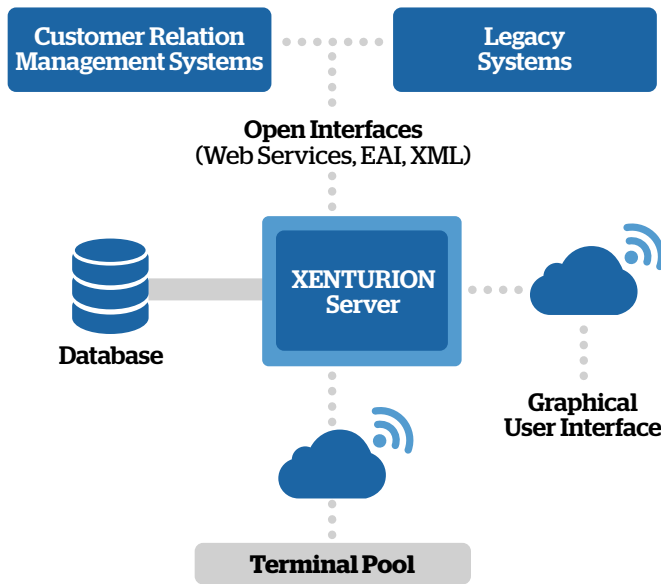 Customer Relation
Management Systems
Legacy
Systems
Open Interfaces
(Web Services, EAI, XML)
XENTURION
Server
Database
Graphical
User Interface
Terminal Pool